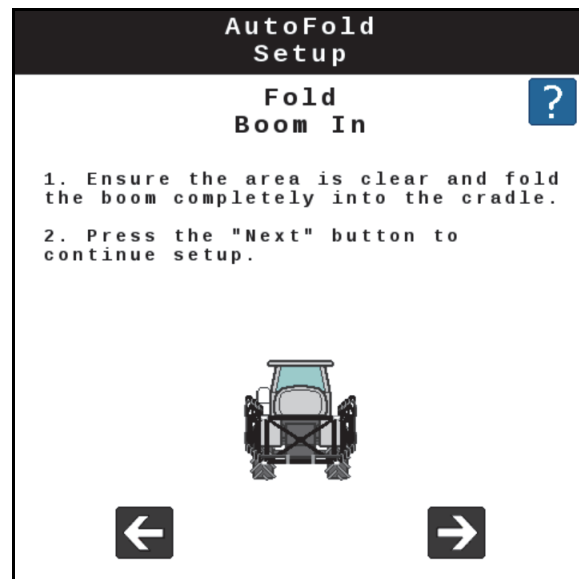 AutoFold
Setup
Fold
Boom In
?
1. Ensure the area is clear and fold
the boom completely into the cradle.
2. Press the "Next" button to
continue setup.